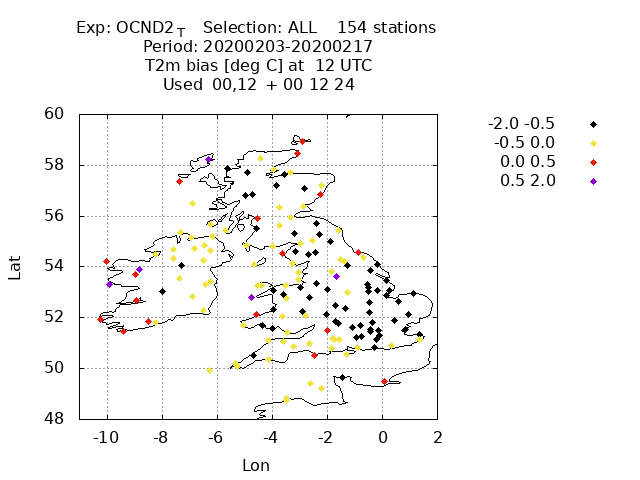 Exp: OCND2_T Selection: ALL 154 stations
Period: 20200203-20200217
T2m bias [deg C] at 12 UTC
Used 00,12 + 00 12 24
-2.0 -0.5
-0.5 0.0
0.0 0.5
0.5 2.0
60
58
56
54
52
50
48
Lat
-10 -8 -6 -4 -2 0 2
Lon